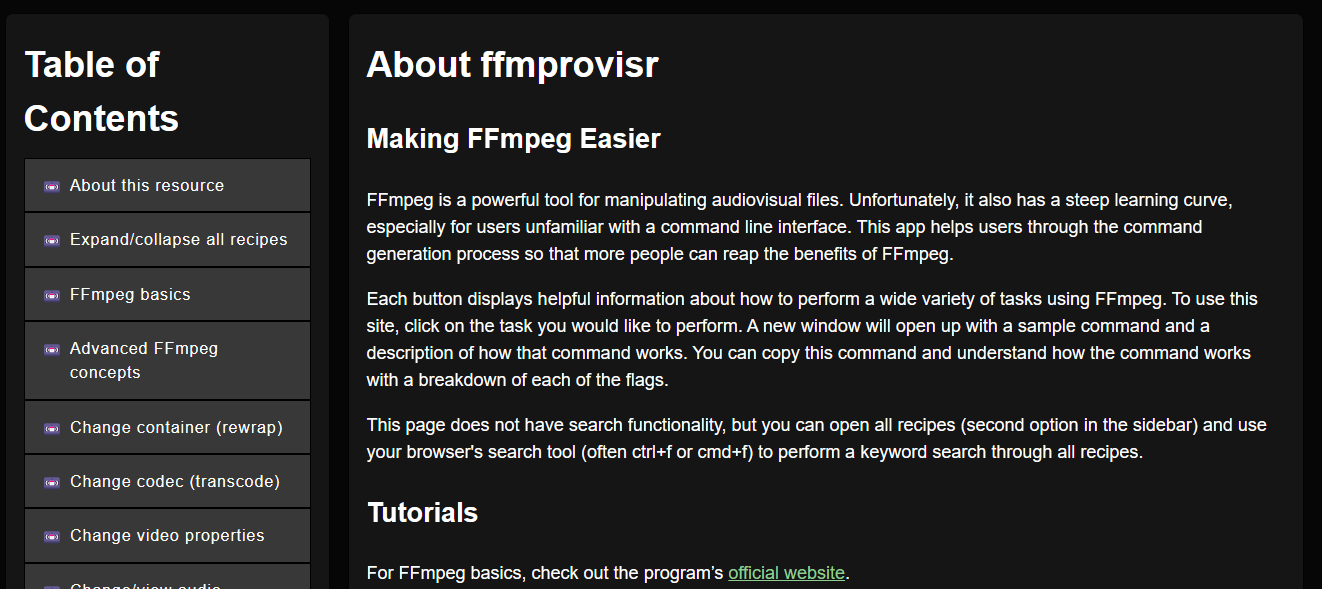 Table of
Contents
About this resource
Expand/collapse all recipes
FFmpeg basics
Advanced FFmpeg
concepts
Change container (rewrap)
Change codec (transcode)
Change video properties
Change/view audio
About ffmprovisr
Making FFmpeg Easier
FFmpeg is a powerful tool for manipulating audiovisual files. Unfortunately, it also has a steep learning curve,
especially for users unfamiliar with a command line interface. This app helps users through the command
generation process so that more people can reap the benefits of FFmpeg.
Each button displays helpful information about how to perform a wide variety of tasks using FFmpeg. To use this
site, click on the task you would like to perform. A new window will open up with a sample command and a
description of how that command works. You can copy this command and understand how the command works
with a breakdown of each of the flags.
This page does not have search functionality, but you can open all recipes (second option in the sidebar) and use
your browser's search tool (often ctrl+f or cmd+f) to perform a keyword search through all recipes.
Tutorials
For FFmpeg basics, check out the program’s official website.